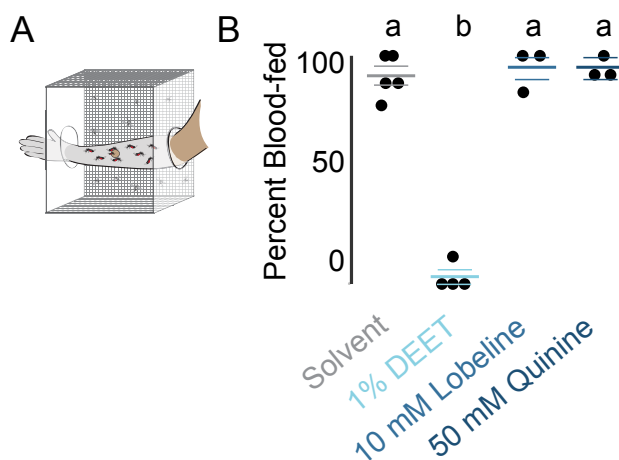 A
B
a b a a
Percent Blood-fed
100
50
0
Solvent
1% DEET
10 mM Lobeline
50 mM Quinine